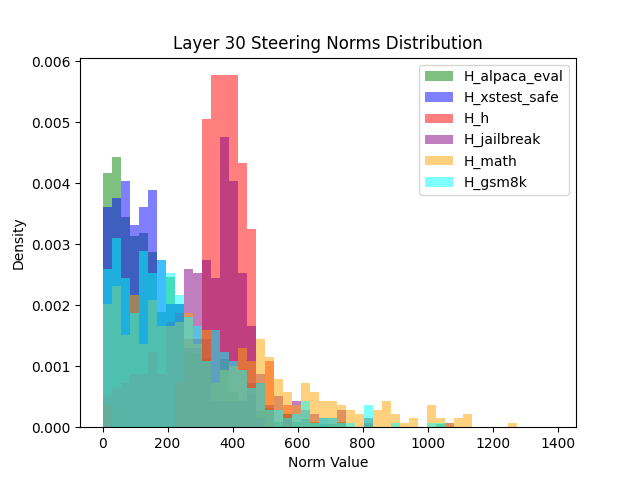 Layer 30 Steering Norms Distribution
H_alpaca_eval
H_xstest_safe
H_h
H_jailbreak
H_math
H_gsm8k
Density
0.006
0.005
0.004
0.003
0.002
0.001
0.000
0 200 400 600 800 1000 1200 1400
Norm Value